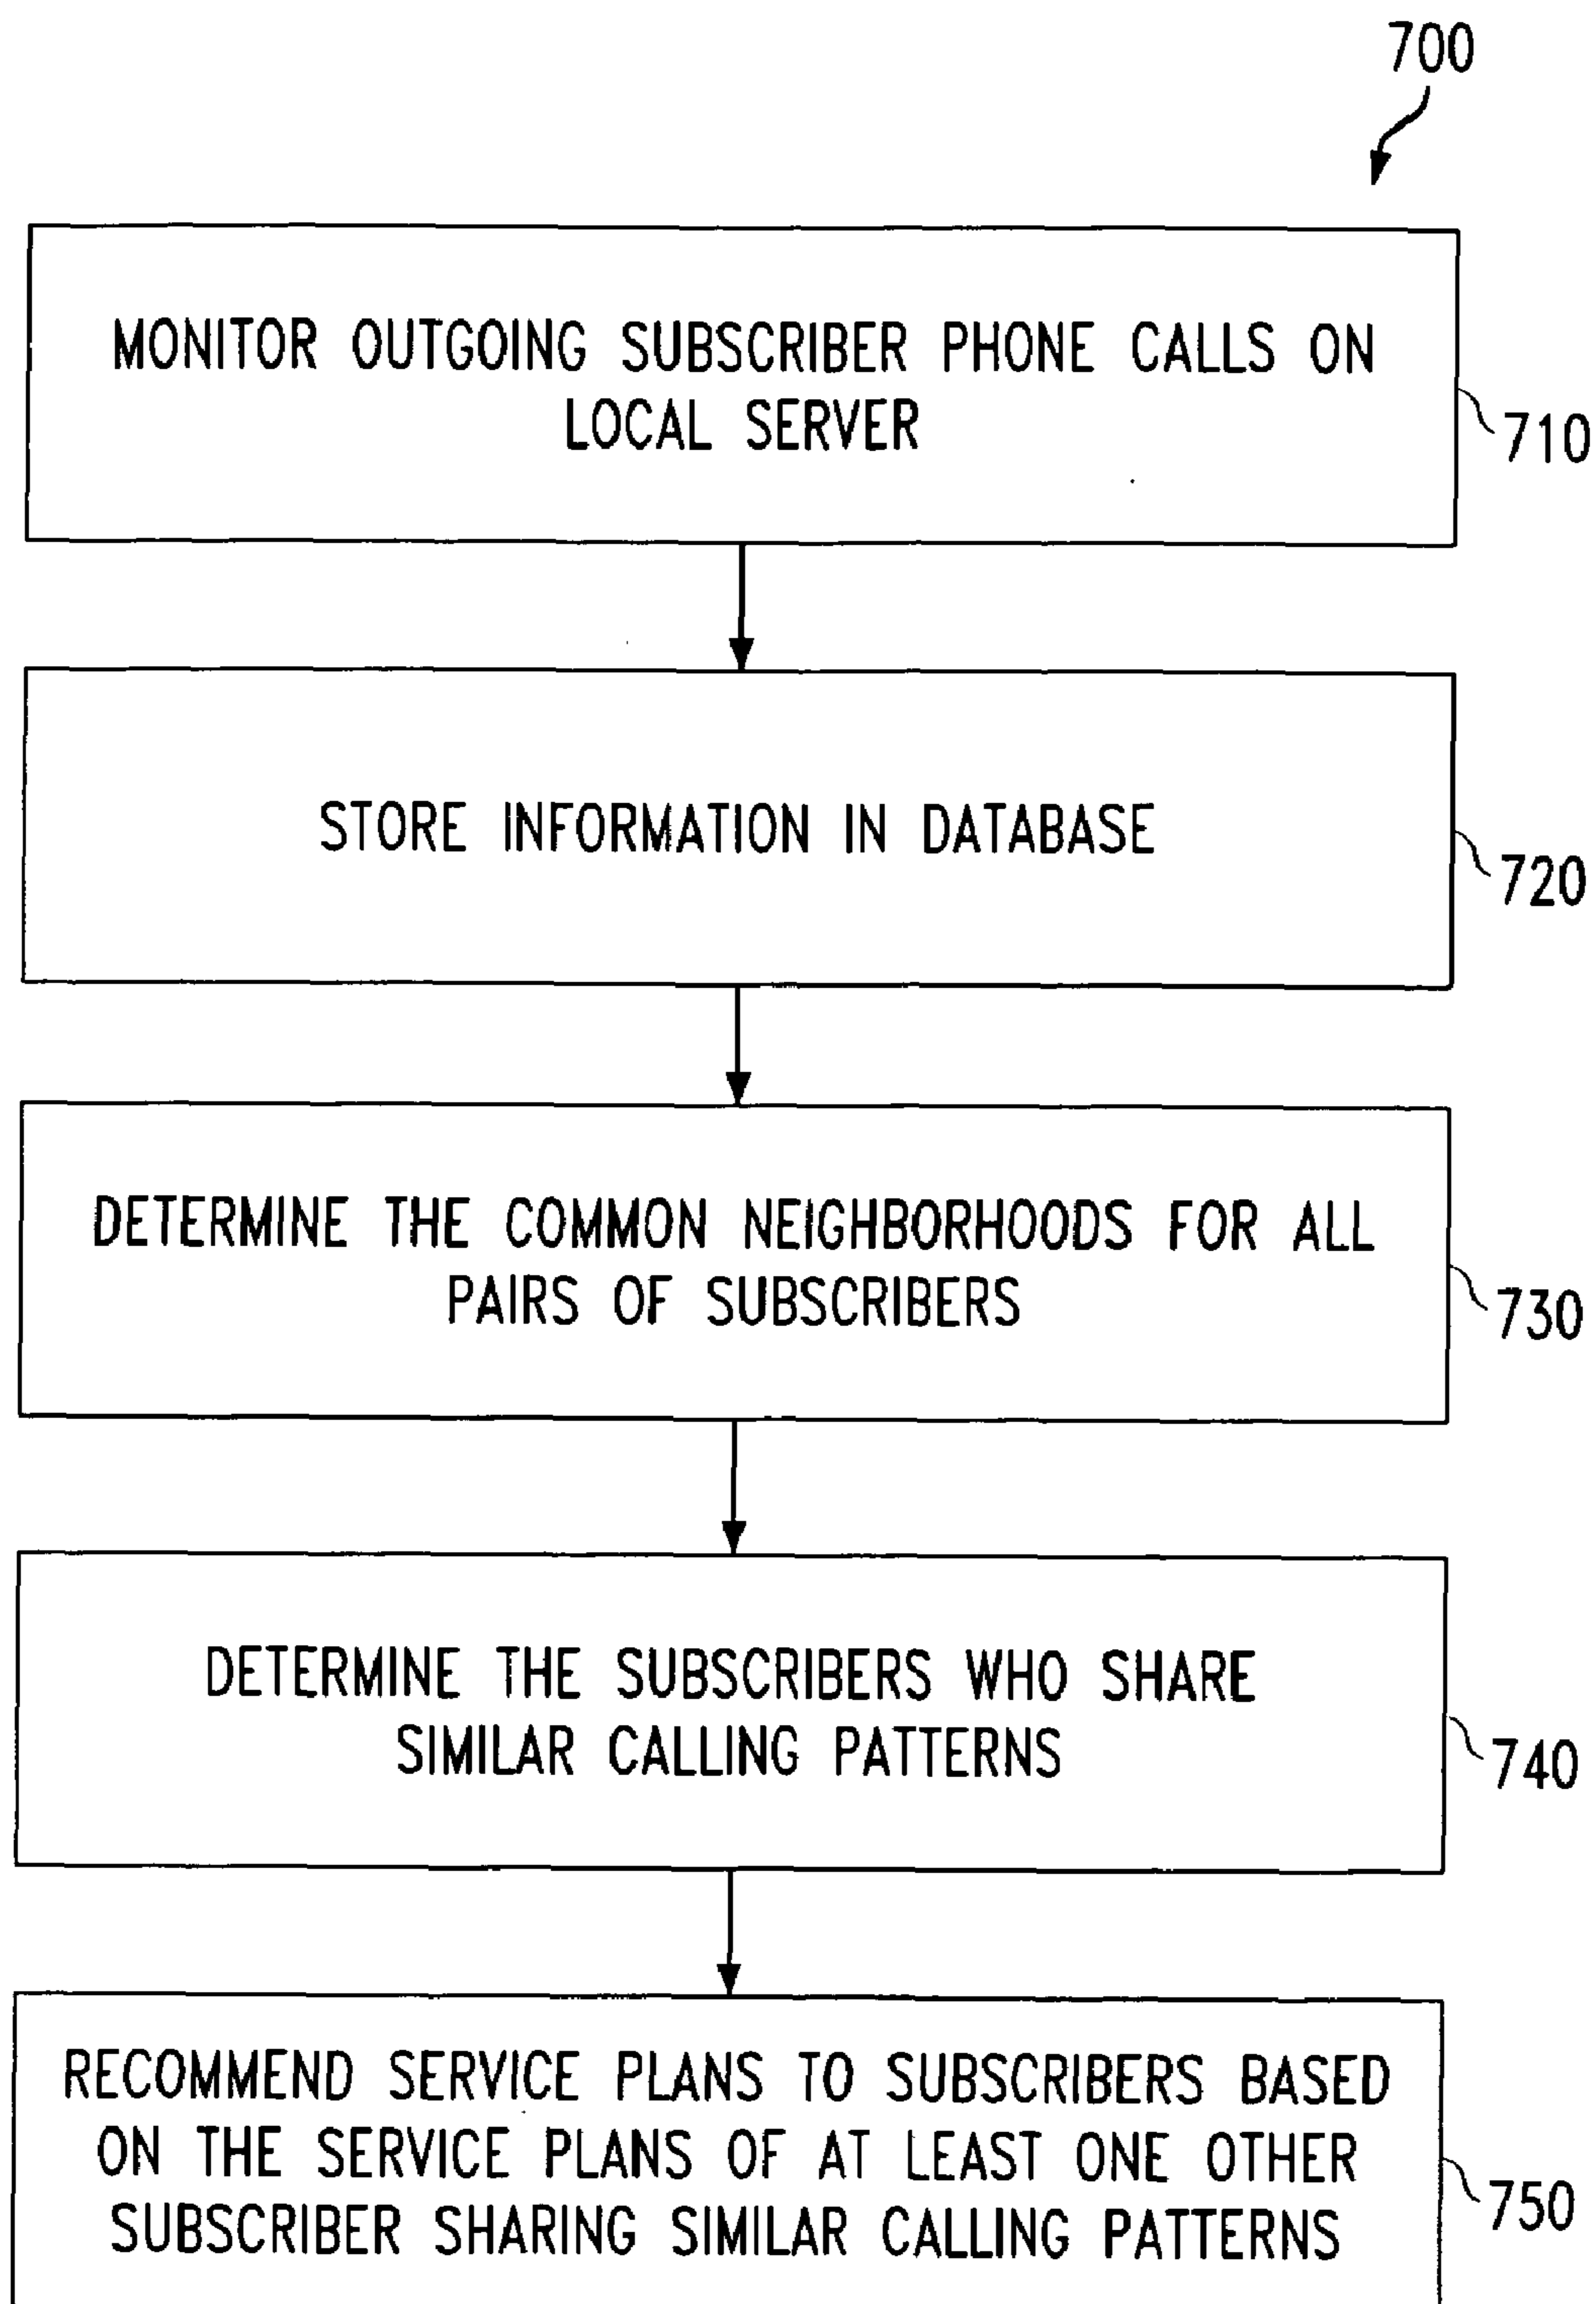 700
MONITOR OUTGOING SUBSCRIBER PHONE CALLS ON
LOCAL SERVER
710
STORE INFORMATION IN DATABASE
720
DETERMINE THE COMMON NEIGHBORHOODS FOR ALL
PAIRS OF SUBSCRIBERS
730
DETERMINE THE SUBSCRIBERS WHO SHARE
SIMILAR CALLING PATTERNS
740
RECOMMEND SERVICE PLANS TO SUBSCRIBERS BASED
ON THE SERVICE PLANS OF AT LEAST ONE OTHER
SUBSCRIBER SHARING SIMILAR CALLING PATTERNS
750